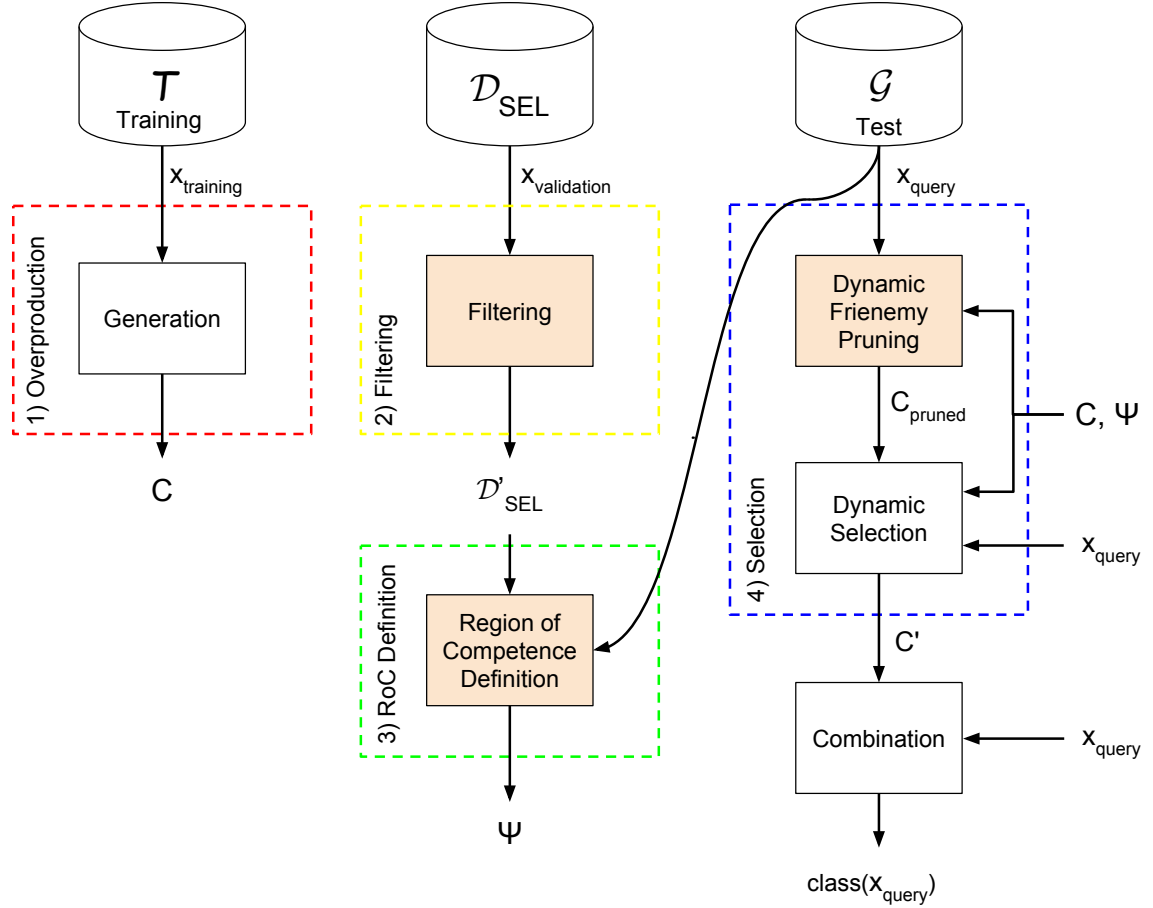 𝒯
Training
x_training
1) Overproduction
Generation
C
𝒟_SEL
x_validation
2) Filtering
Filtering
𝒟'_SEL
3) RoC Definition
Region of
Competence
Definition
Ψ
𝒢
Test
x_query
4) Selection
Dynamic
Frienemy
Pruning
C_pruned
C, Ψ
Dynamic
Selection
x_query
C'
Combination
x_query
class(x_query)